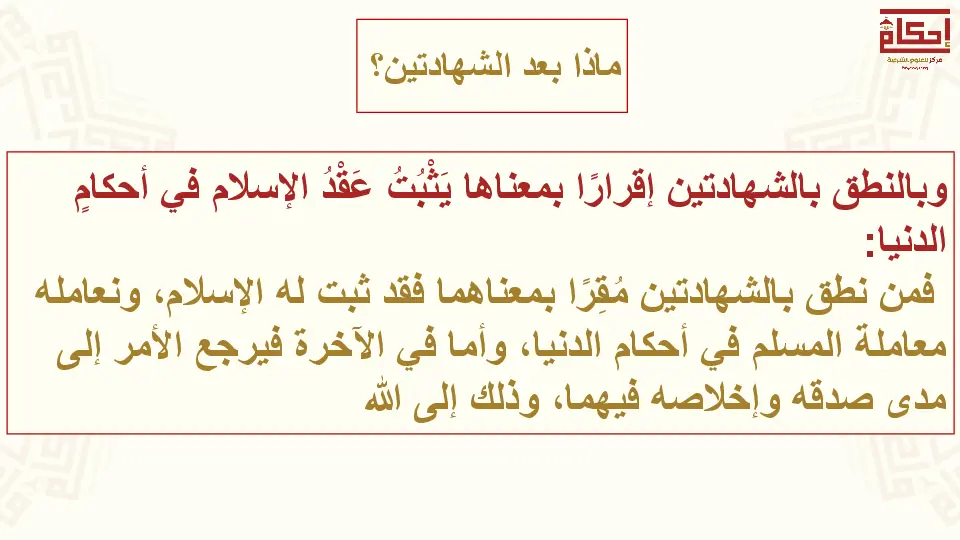 إحكام
مركز للعلوم الشرعية
ماذا بعد الشهادتين؟
وبالنطق بالشهادتين إقرارًا بمعناها يَثْبُتُ عَقْدُ الإسلام في أحكامٍ
الدنيا:
فمن نطق بالشهادتين مُقِرًا بمعناهما فقد ثبت له الإسلام، ونعامله
معاملة المسلم في أحكام الدنيا، وأما في الآخرة فيرجع الأمر إلى
مدى صدقه وإخلاصه فيهما، وذلك إلى الله